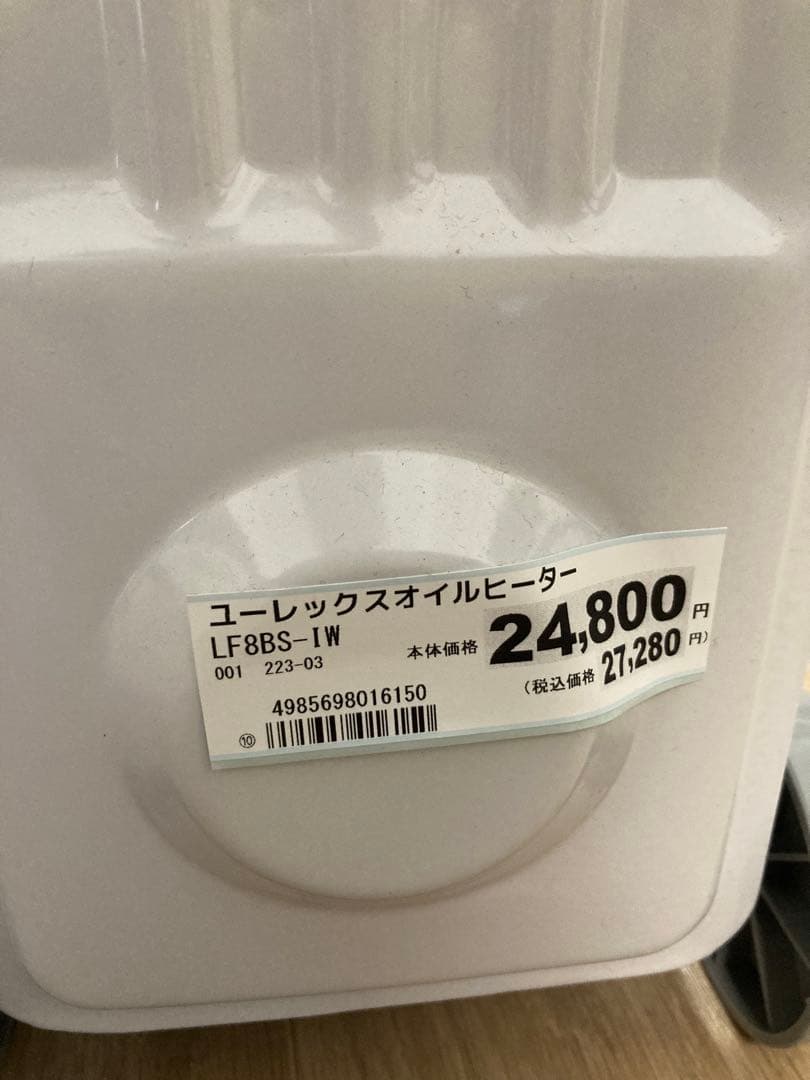 ユーレックスオイルヒーター
LF8BS-IW
001 223-03
本体価格 24,800円
(税込価格 27,280円)
4985698016150
⑩